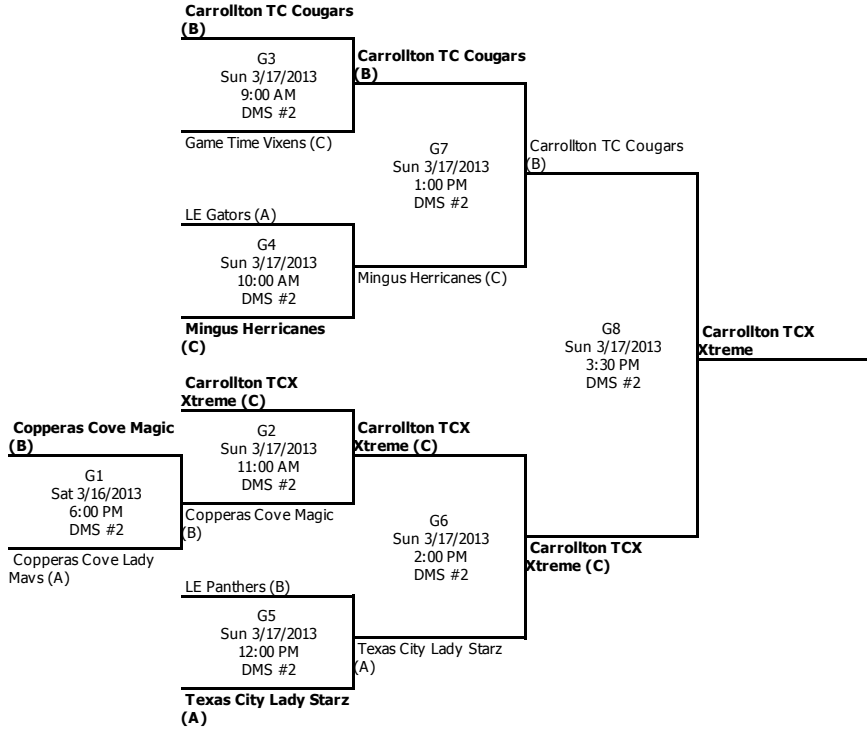 Carrollton TC Cougars
(B)
G3
Sun 3/17/2013
9:00 AM
DMS #2
Game Time Vixens (C)
Carrollton TC Cougars
(B)
G7
Sun 3/17/2013
1:00 PM
DMS #2
Carrollton TC Cougars
(B)
LE Gators (A)
G4
Sun 3/17/2013
10:00 AM
DMS #2
Mingus Herricanes
(C)
Mingus Herricanes (C)
G8
Sun 3/17/2013
3:30 PM
DMS #2
Carrollton TCX
Xtreme
Carrollton TCX
Xtreme (C)
G2
Sun 3/17/2013
11:00 AM
DMS #2
Carrollton TCX
Xtreme (C)
Copperas Cove Magic
(B)
G1
Sat 3/16/2013
6:00 PM
DMS #2
Copperas Cove Lady
Mavs (A)
Copperas Cove Magic
(B)
G6
Sun 3/17/2013
2:00 PM
DMS #2
Carrollton TCX
Xtreme (C)
LE Panthers (B)
G5
Sun 3/17/2013
12:00 PM
DMS #2
Texas City Lady Starz
(A)
Texas City Lady Starz
(A)